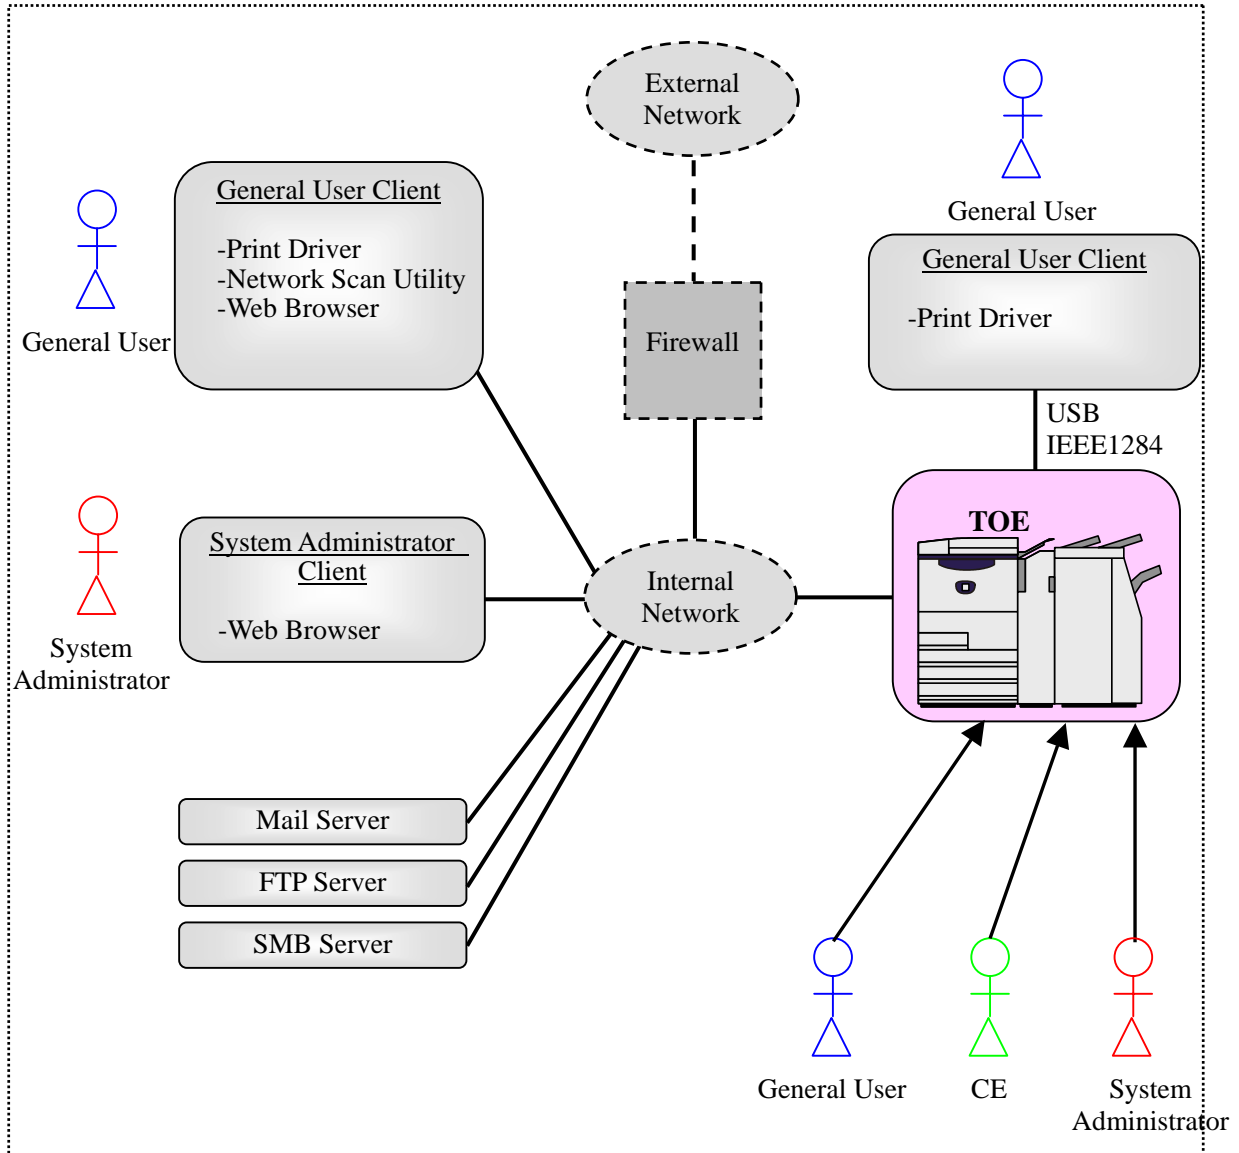 External
Network
General User
General User Client
-Print Driver
-Network Scan Utility
-Web Browser
General User
General User Client
-Print Driver
Firewall
USB
IEEE1284
TOE
System Administrator
Client
-Web Browser
System
Administrator
Internal
Network
Mail Server
FTP Server
SMB Server
General User
CE
System
Administrator